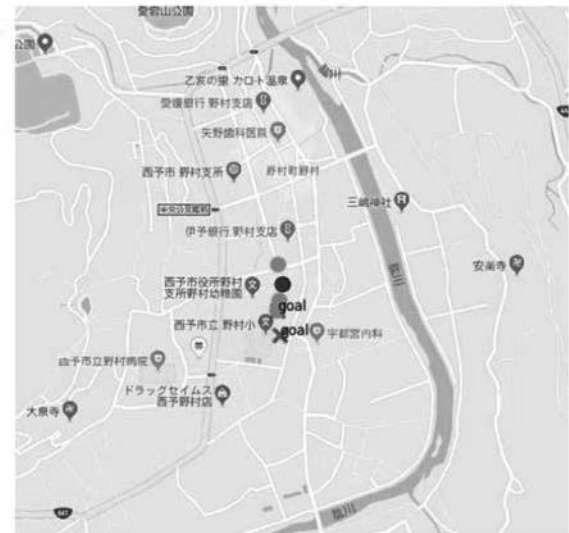 愛宕山公園
公園
乙亥の里 カロト温泉
愛媛銀行 野村支店
矢野歯科医院
西予市 野村支所
野村町野村
三嶋神社
伊予銀行 野村支店
安楽寺
西予市役所野村
支所野村幼稚園
goal
肱川
西予市立 野村小
goal
宇都宮内科
西予市立野村病院
ドラッグセイムス
西予野村店
大泉寺
441
肱川